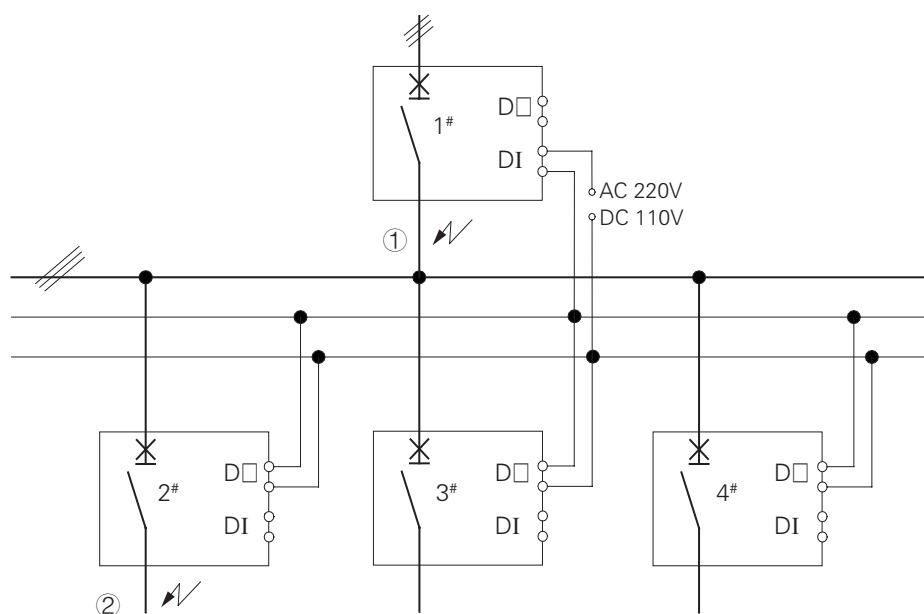 D□
1#
DI
AC 220V
DC 110V
①
D□
2#
DI
D□
3#
DI
D□
4#
DI
②